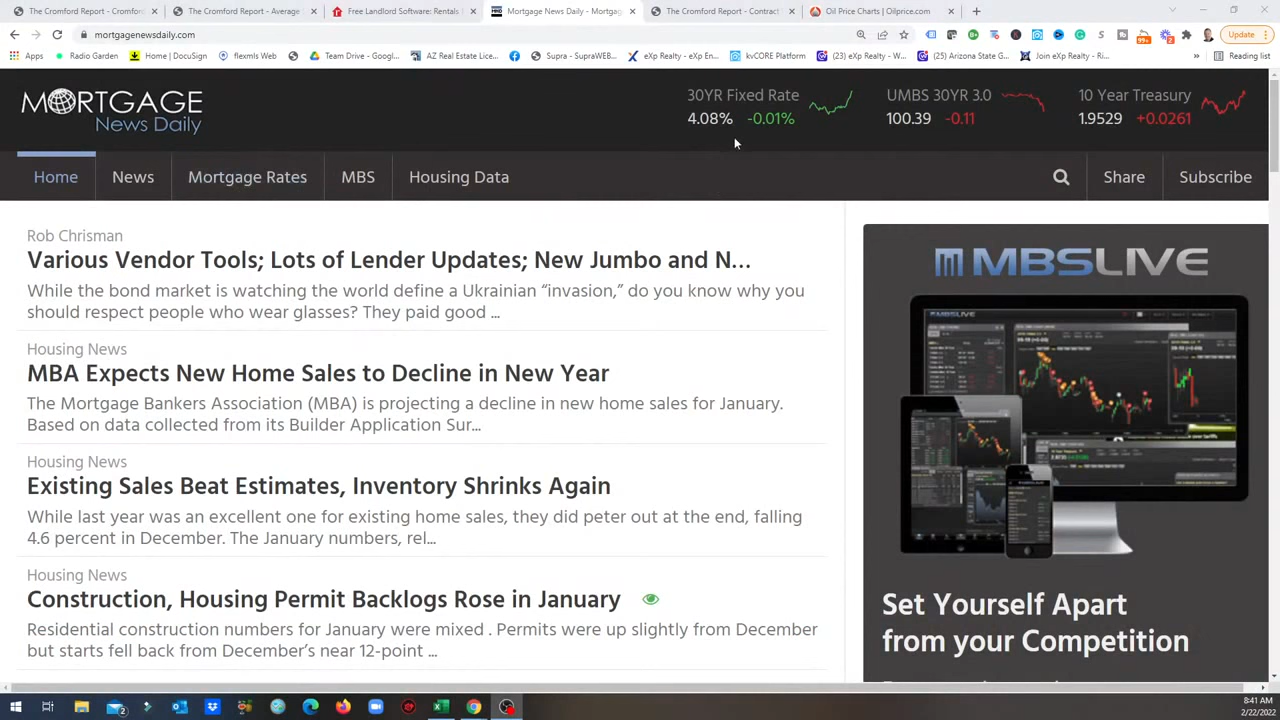 The Cromford Report - Cromford
The Cromford Report - Average
Free Landlord Software: Rentals
Mortgage News Daily - Mortgag
The Cromford Report - Contract
Oil Price Charts | Oilprice.com
mortgagenewsdaily.com
Update
Apps
Radio Garden
Home | DocuSign
flexmls Web
Team Drive - Googl...
AZ Real Estate Lice...
Supra - SupraWEB...
eXp Realty - eXp En...
kvCORE Platform
(23) eXp Realty - W...
(25) Arizona State G...
Join eXp Realty - Ri...
Reading list
MORTGAGE
News Daily
30YR Fixed Rate
4.08% -0.01%
UMBS 30YR 3.0
100.39 -0.11
10 Year Treasury
1.9529 +0.0261
Home News Mortgage Rates MBS Housing Data Share Subscribe
Rob Chrisman
Various Vendor Tools; Lots of Lender Updates; New Jumbo and N...
While the bond market is watching the world define a Ukrainian “invasion,” do you know why you
should respect people who wear glasses? They paid good ...
Housing News
MBA Expects New Home Sales to Decline in New Year
The Mortgage Bankers Association (MBA) is projecting a decline in new home sales for January.
Based on data collected from its Builder Application Sur...
Housing News
Existing Sales Beat Estimates, Inventory Shrinks Again
While last year was an excellent one for existing home sales, they did peter out at the end falling
4.6 percent in December. The January numbers, rel...
Housing News
Construction, Housing Permit Backlogs Rose in January
Residential construction numbers for January were mixed . Permits were up slightly from December
but starts fell back from December’s near 12-point ...
MBSLIVE
Set Yourself Apart
from your Competition
8:41 AM
2/22/2022